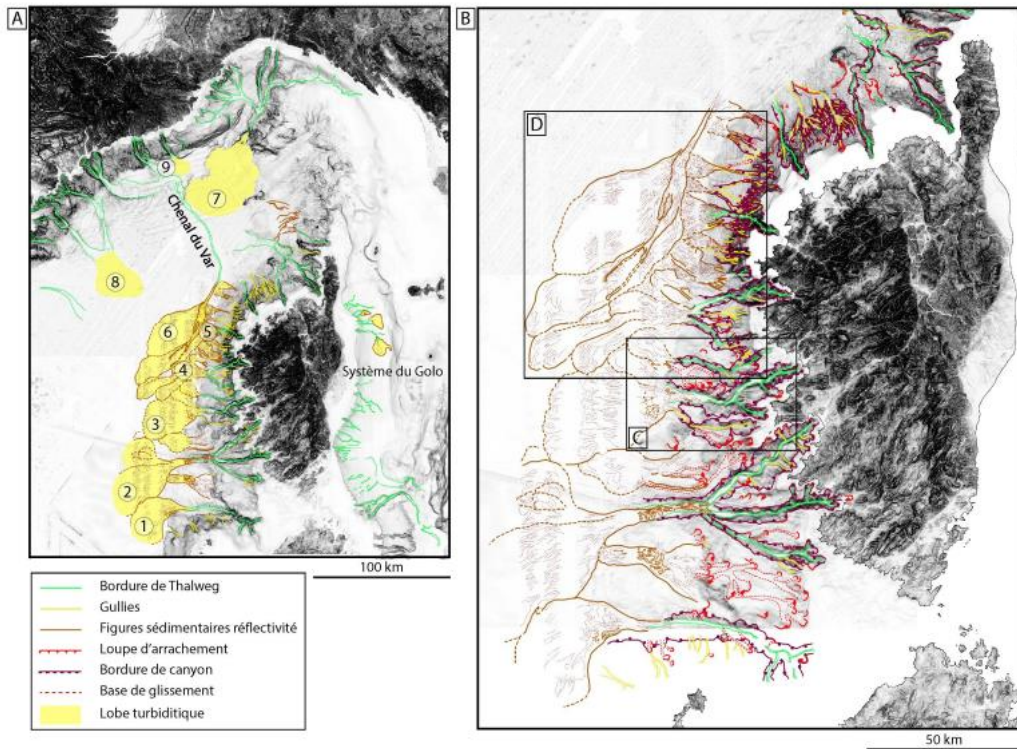 A
B
D
9
7
Chenal du Var
8
6
5
4
Système du Golo
3
C
2
1
100 km
Bordure de Thalweg
Gullies
Figures sédimentaires réflectivité
Loupe d'arrachement
Bordure de canyon
Base de glissement
Lobe turbiditique
50 km